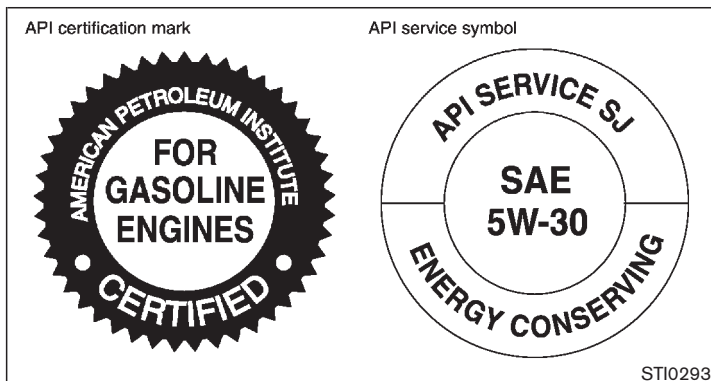 API certification mark
AMERICAN PETROLEUM INSTITUTE
FOR
GASOLINE
ENGINES
CERTIFIED
API service symbol
API SERVICE SJ
SAE
5W-30
ENERGY CONSERVING
STI0293